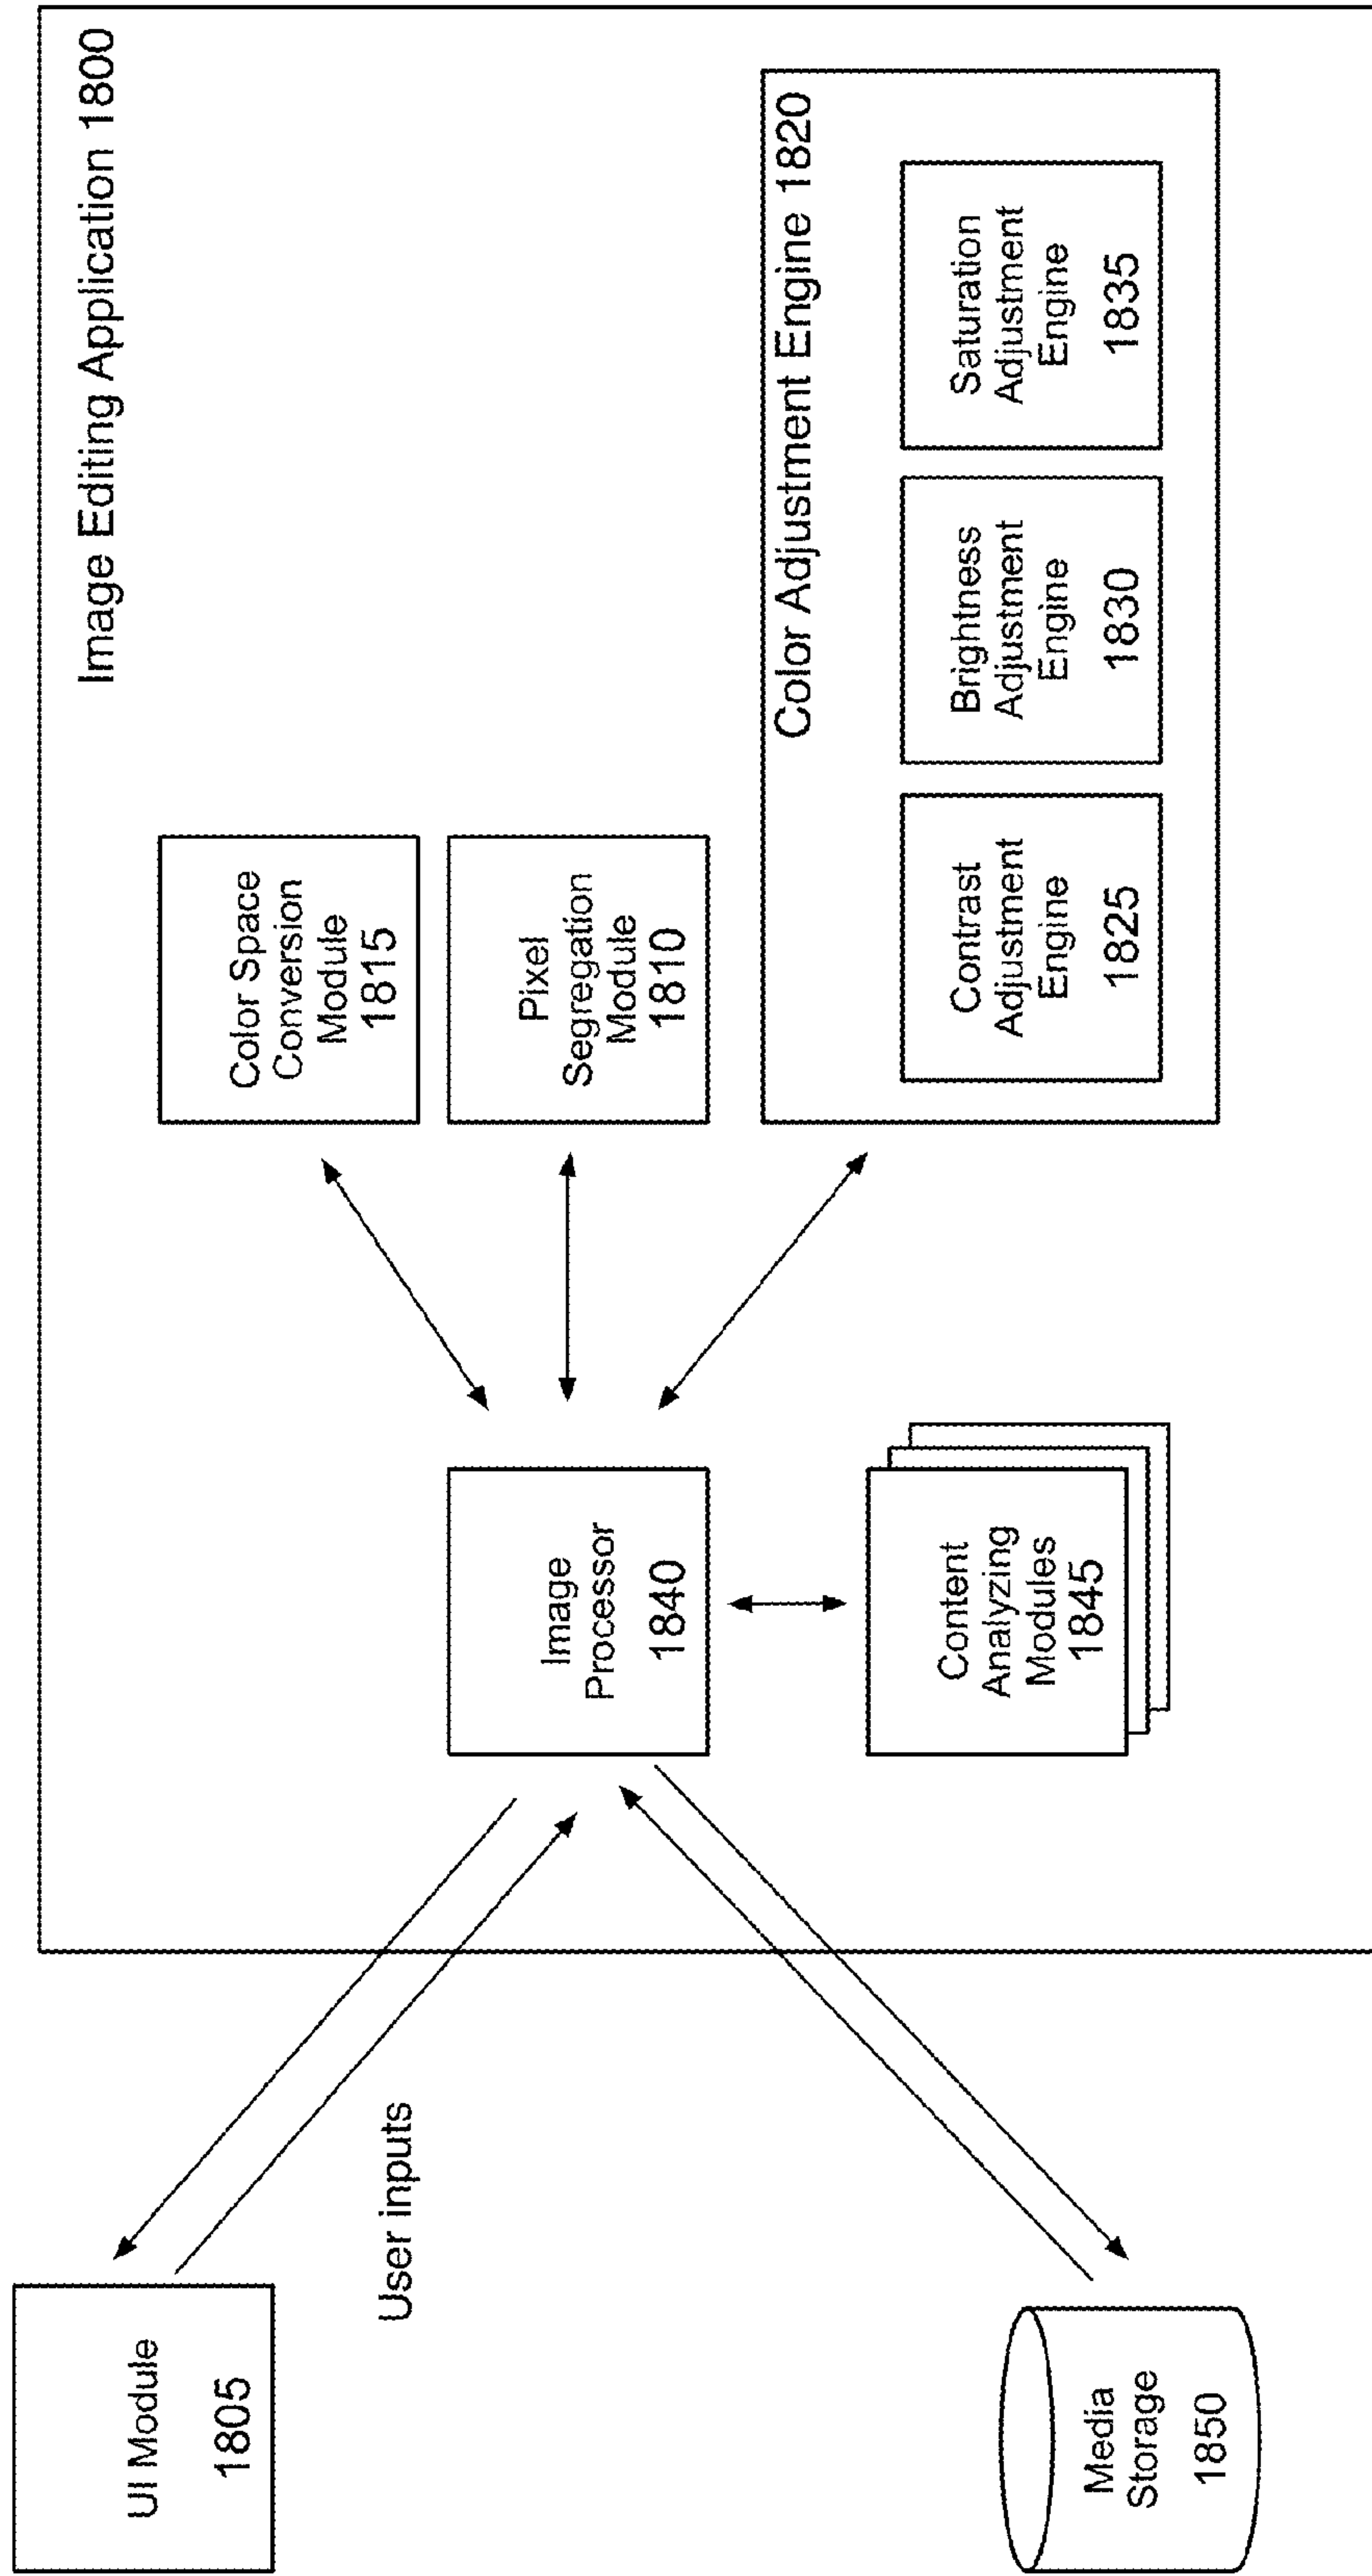 Image Editing Application 1800
UI Module
1805
User inputs
Color Space
Conversion
Module
1815
Image
Processor
1840
Pixel
Segregation
Module
1810
Color Adjustment Engine 1820
Content
Analyzing
Modules
1845
Contrast
Adjustment
Engine
1825
Brightness
Adjustment
Engine
1830
Saturation
Adjustment
Engine
1835
Media
Storage
1850